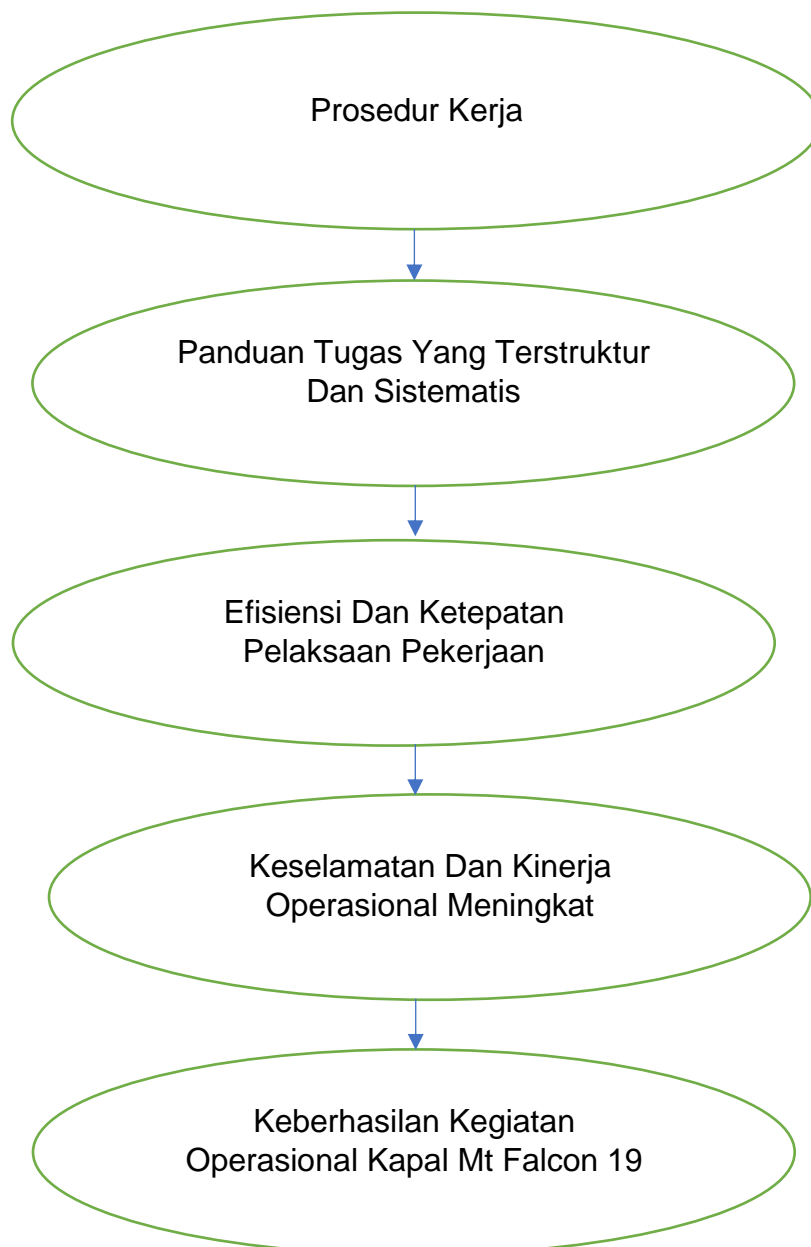 Prosedur Kerja
Panduan Tugas Yang Terstruktur
Dan Sistematis
Efisiensi Dan Ketepatan
Pelaksaan Pekerjaan
Keselamatan Dan Kinerja
Operasional Meningkat
Keberhasilan Kegiatan
Operasional Kapal Mt Falcon 19